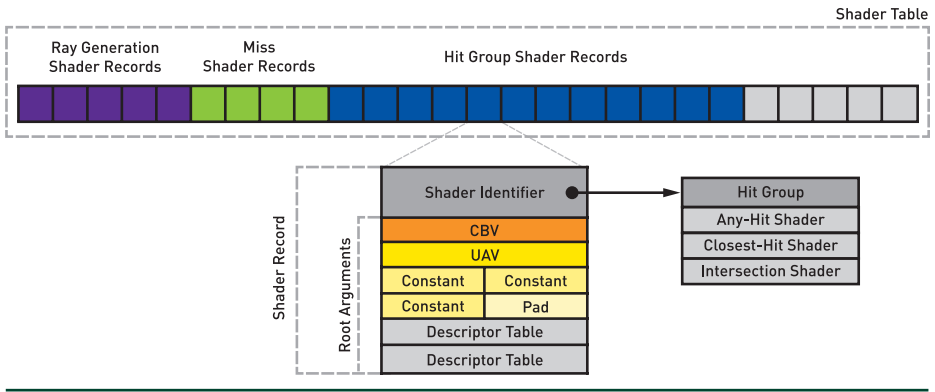 Shader Table
Ray Generation
Shader Records
Miss
Shader Records
Hit Group Shader Records
Shader Record
Root Arguments
Shader Identifier
CBV
UAV
Constant Constant
Constant Pad
Descriptor Table
Descriptor Table
Hit Group
Any-Hit Shader
Closest-Hit Shader
Intersection Shader